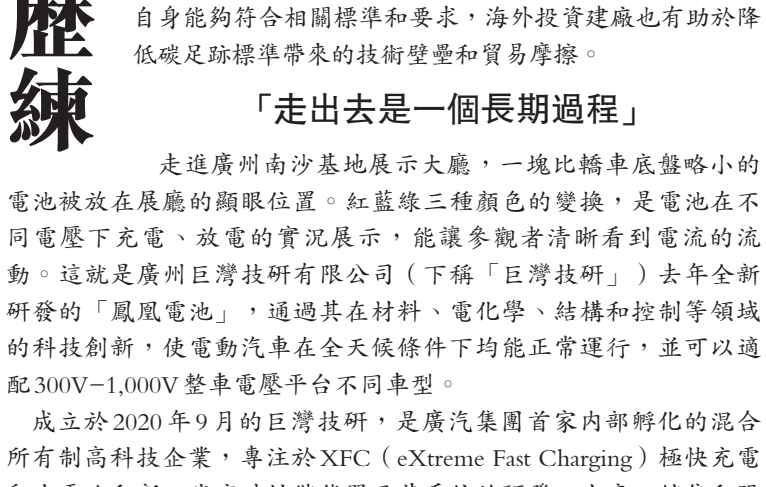 歷練
自身能夠符合相關標準和要求，海外投資建廠也有助於降
低碳足跡標準帶來的技術壁壘和貿易摩擦。
「走出去是一個長期過程」
走進廣州南沙基地展示大廳，一塊比轎車底盤略小的
電池被放在展廳的顯眼位置。紅藍綠三種顏色的變換，是電池在不
同電壓下充電、放電的實況展示，能讓參觀者清晰看到電流的流
動。這就是廣州巨灣技研有限公司（下稱「巨灣技研」）去年全新
研發的「鳳凰電池」，通過其在材料、電化學、結構和控制等領域
的科技創新，使電動汽車在全天候條件下均能正常運行，並可以適
配300V−1,000V整車電壓平台不同車型。
成立於2020年9月的巨灣技研，是廣汽集團首家內部孵化的混合
所有制高科技企業，專注於XFC（eXtreme Fast Charging）極快充電